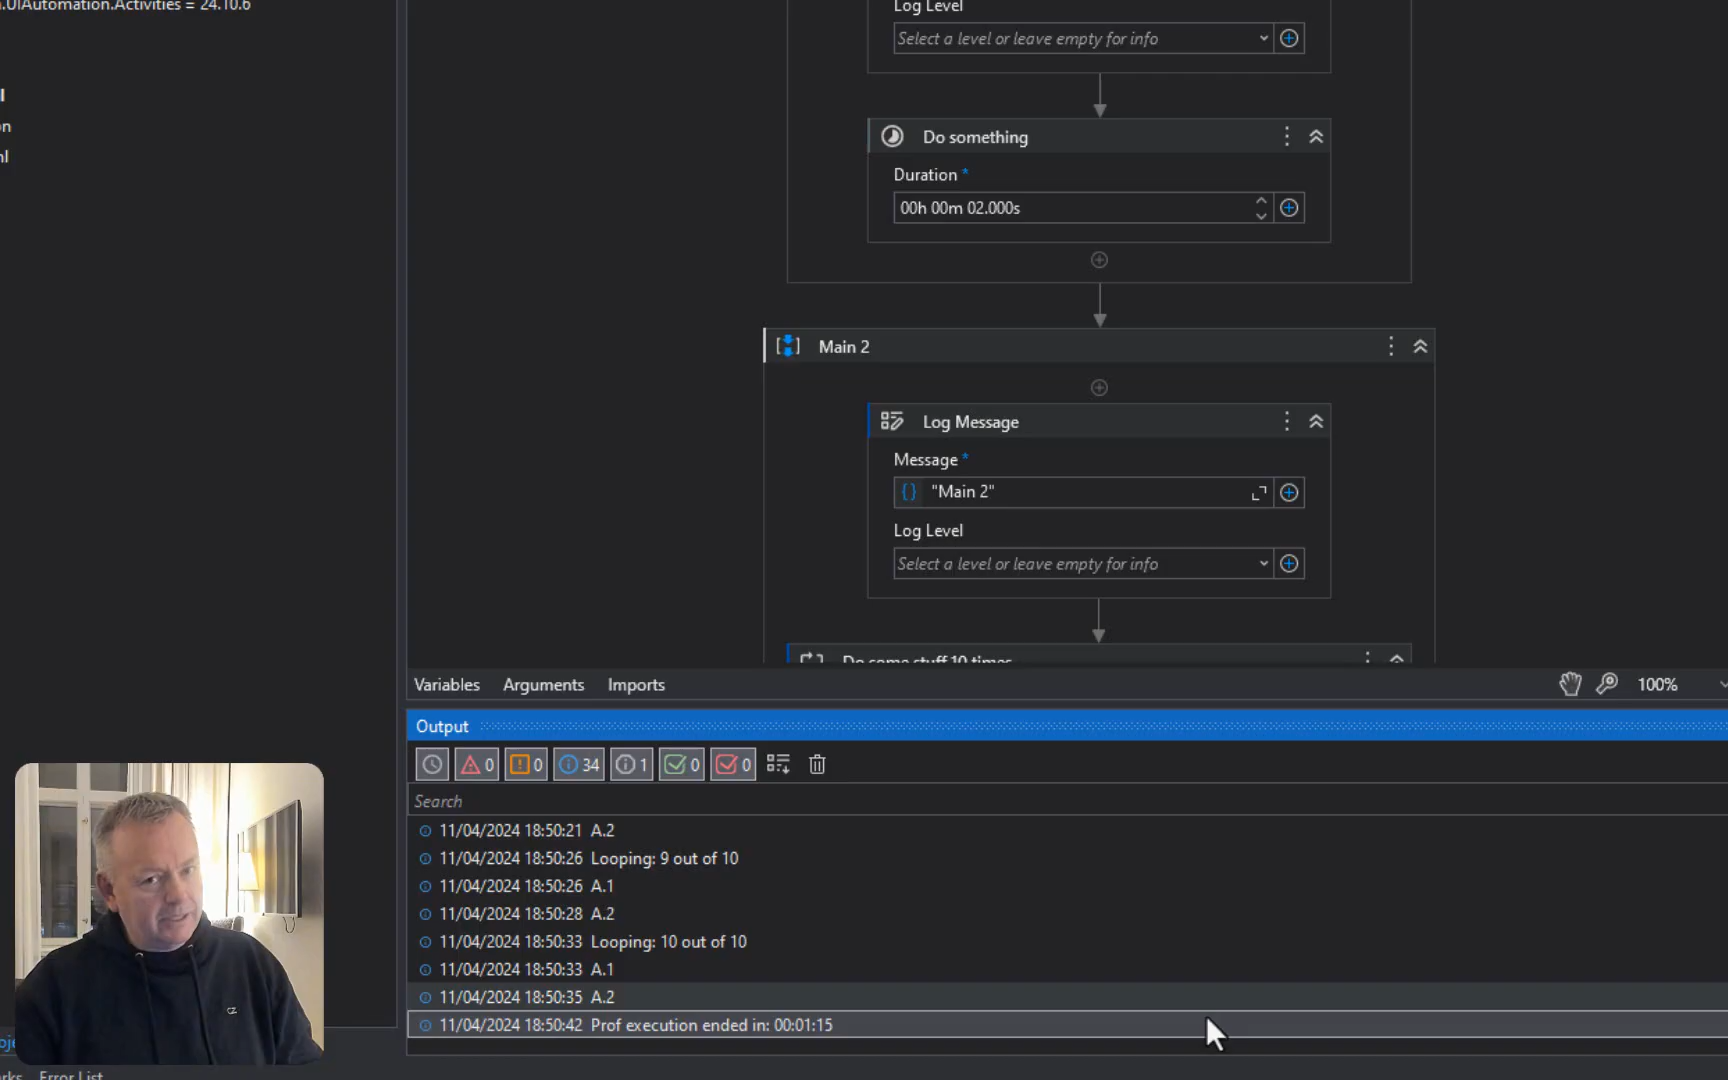 .UIAutomation.Activities = 24.10.6
Log Level
Select a level or leave empty for info
Do something
Duration *
00h 00m 02.000s
Main 2
Log Message
Message *
"Main 2"
Log Level
Select a level or leave empty for info
Do some stuff 10 times
Variables Arguments Imports 100%
Output
0 0 34 1 0 0
Search
11/04/2024 18:50:21 A.2
11/04/2024 18:50:26 Looping: 9 out of 10
11/04/2024 18:50:26 A.1
11/04/2024 18:50:28 A.2
11/04/2024 18:50:33 Looping: 10 out of 10
11/04/2024 18:50:33 A.1
11/04/2024 18:50:35 A.2
11/04/2024 18:50:42 Prof execution ended in: 00:01:15
Error List